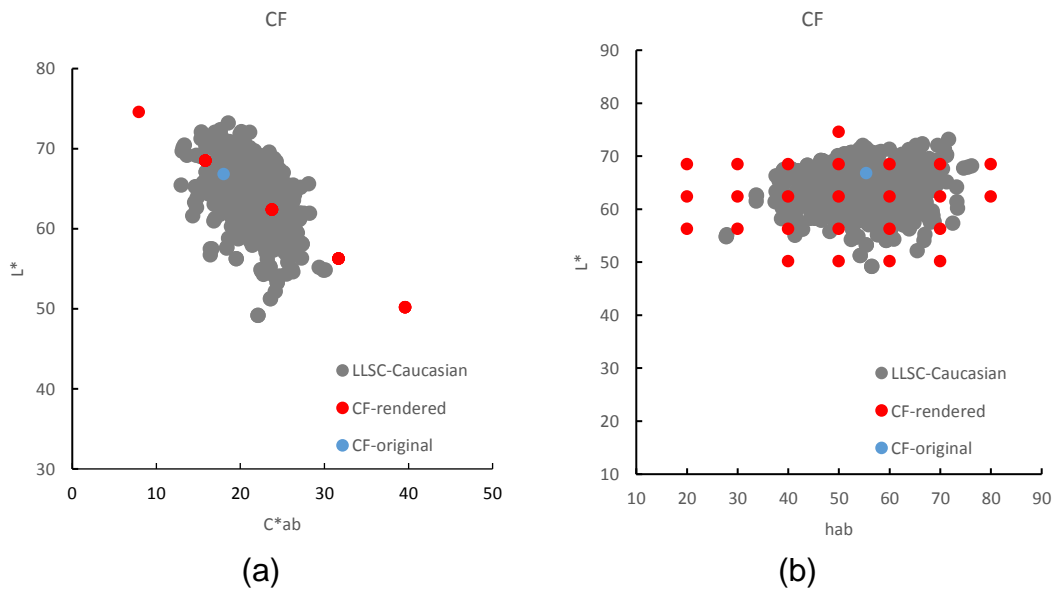 CF
80
70
60
50
40
30
L*
0 10 20 30 40 50
C*ab
LLSC-Caucasian
CF-rendered
CF-original
(a)
CF
90
80
70
60
50
40
30
20
10
L*
10 20 30 40 50 60 70 80 90
hab
LLSC-Caucasian
CF-rendered
CF-original
(b)